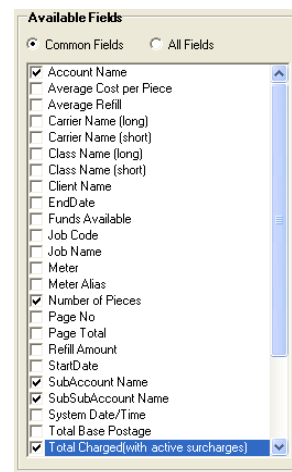 Available Fields
Common Fields All Fields
Account Name
Average Cost per Piece
Average Refill
Carrier Name (long)
Carrier Name (short)
Class Name (long)
Class Name (short)
Client Name
EndDate
Funds Available
Job Code
Job Name
Meter
Meter Alias
Number of Pieces
Page No
Page Total
Refill Amount
StartDate
SubAccount Name
SubSubAccount Name
System Date/Time
Total Base Postage
Total Charged(with active surcharges)